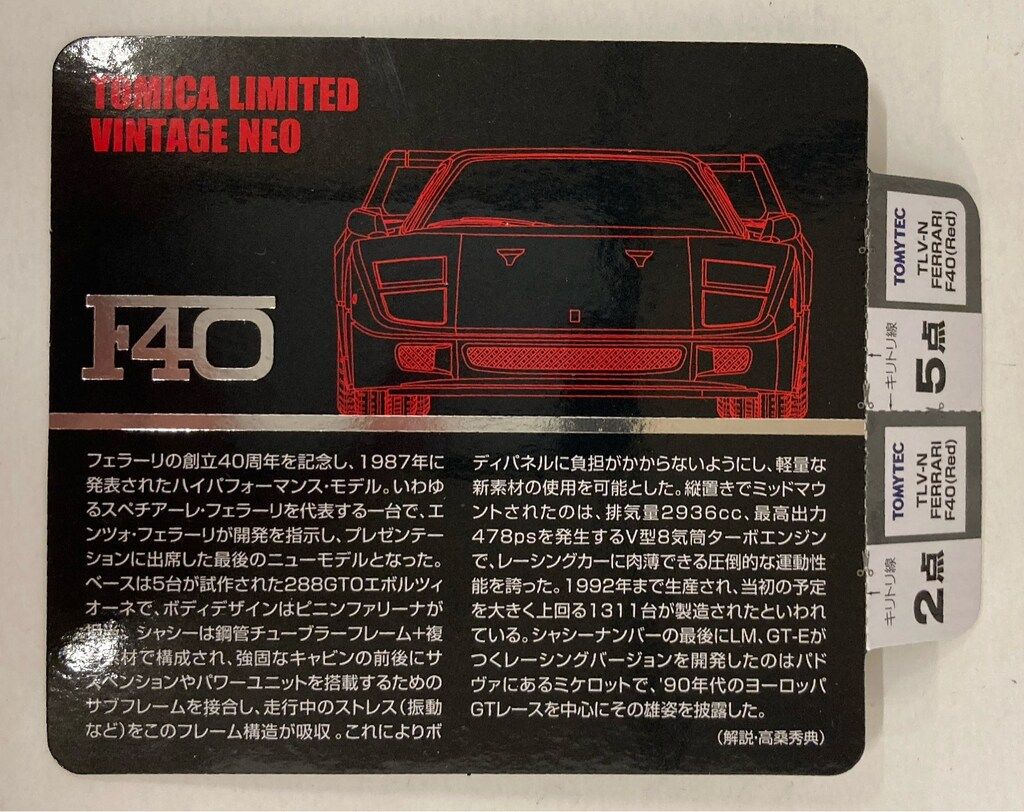 TOMICA LIMITED
VINTAGE NEO
F40
フェラーリの創立40周年を記念し、1987年に
発表されたハイパフォーマンス・モデル。いわゆ
るスペチアーレ・フェラーリを代表する一台で、エ
ンツォ・フェラーリが開発を指示し、プレゼンテー
ションに出席した最後のニューモデルとなった。
ベースは5台が試作された288GTOエボルツィ
オーネで、ボディデザインはピニンファリーナが
シャシーは鋼管チューブラーフレーム+複
材で構成され、強固なキャビンの前後にサ
スペンションやパワーユニットを搭載するための
サブフレームを接合し、走行中のストレス(振動
など)をこのフレーム構造が吸収。これによりボ
ディパネルに負担がかからないようにし、軽量な
新素材の使用を可能とした。縦置きでミッドマウ
ントされたのは、排気量2936cc、最高出力
478psを発生するV型8気筒ターボエンジン
で、レーシングカーに肉薄できる圧倒的な運動性
能を誇った。1992年まで生産され、当初の予定
を大きく上回る1311台が製造されたといわれ
ている。シャシーナンバーの最後にLM、GT-Eが
つくレーシングバージョンを開発したのはパド
ヴァにあるミケロットで、'90年代のヨーロッパ
GTレースを中心にその雄姿を披露した。
(解説・高桑秀典)
TOMYTEC
TLV-N
FERRARI
F40(Red)
キリトリ線
5点
TOMYTEC
TLV-N
FERRARI
F40(Red)
キリトリ線
2点